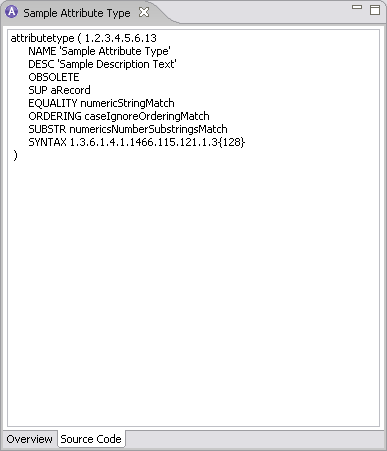 Sample Attribute Type
attributetype ( 1.2.3.4.5.6.13
NAME 'Sample Attribute Type'
DESC 'Sample Description Text'
OBSOLETE
SUP aRecord
EQUALITY numericStringMatch
ORDERING caseIgnoreOrderingMatch
SUBSTR numericsNumberSubstringsMatch
SYNTAX 1.3.6.1.4.1.1466.115.121.1.3{128}
)
Overview Source Code